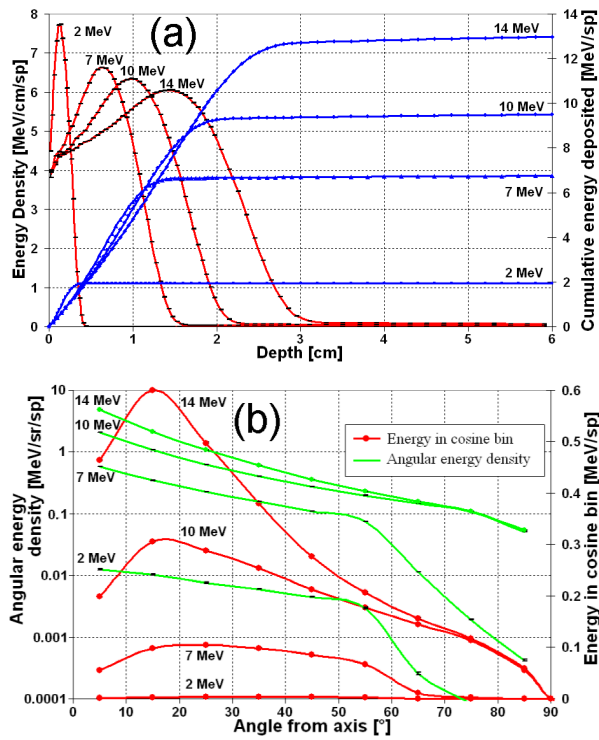 (a)
8
7
6
5
4
3
2
1
0
Energy Density [MeV/cm/sp]
2 MeV
7 MeV
10 MeV
14 MeV
14 MeV
10 MeV
7 MeV
2 MeV
14
12
10
8
6
4
2
0
Cumulative energy deposited [MeV/sp]
0 1 2 3 4 5 6
Depth [cm]
(b)
10
1
0.1
0.01
0.001
0.0001
Angular energy
density [MeV/sr/sp]
14 MeV
10 MeV
7 MeV
2 MeV
14 MeV
10 MeV
7 MeV
2 MeV
Energy in cosine bin
Angular energy density
0.6
0.5
0.4
0.3
0.2
0.1
0
Energy in cosine bin [MeV/sp]
0 10 20 30 40 50 60 70 80 90
Angle from axis [°]